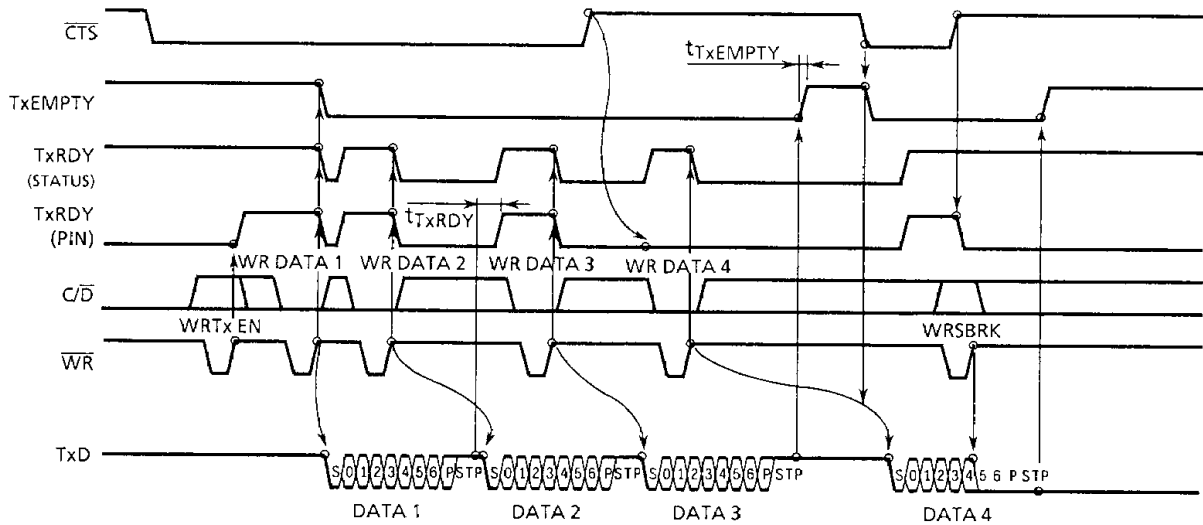 CTS
tTxEMPTY
TxEMPTY
TxRDY
(STATUS)
TxRDY
(PIN)
tTxRDY
WR DATA 1 WR DATA 2 WR DATA 3 WR DATA 4
C/D
WRTx EN
WRSBRK
WR
TxD
S 0 1 2 3 4 5 6 P STP S 0 1 2 3 4 5 6 P STP S 0 1 2 3 4 5 6 P STP S 0 1 2 3 4 5 6 P STP
DATA 1 DATA 2 DATA 3 DATA 4